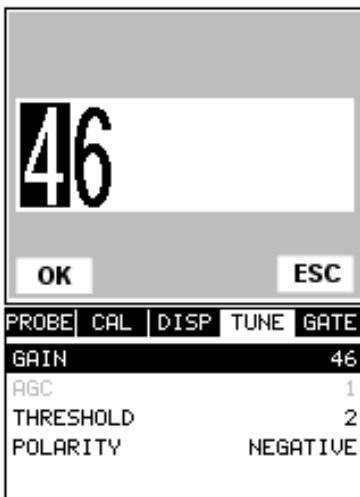 46
OK ESC
PROBE CAL DISP TUNE GATE
GAIN 46
AGC 1
THRESHOLD 2
POLARITY NEGATIVE